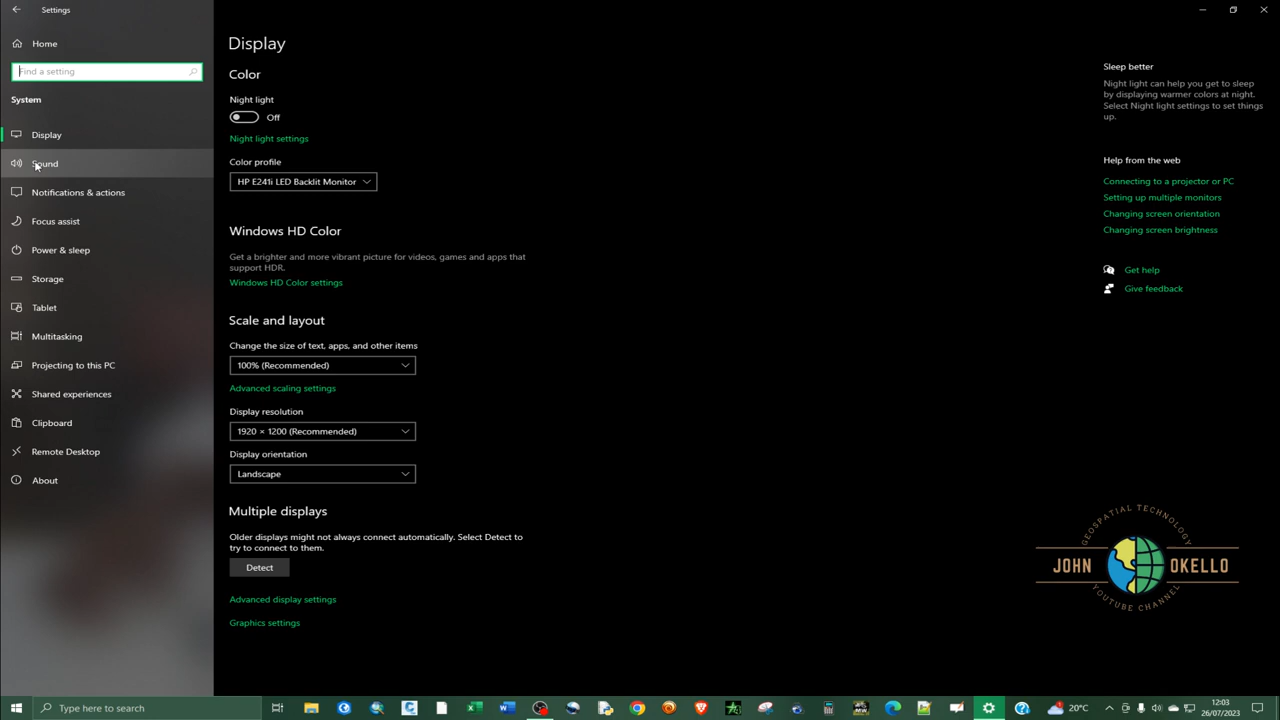 Settings
Home
Find a setting
System
Display
Sound
Notifications & actions
Focus assist
Power & sleep
Storage
Tablet
Multitasking
Projecting to this PC
Shared experiences
Clipboard
Remote Desktop
About
Display
Color
Night light
Off
Night light settings
Color profile
HP E241i LED Backlit Monitor
Windows HD Color
Get a brighter and more vibrant picture for videos, games and apps that
support HDR.
Windows HD Color settings
Scale and layout
Change the size of text, apps, and other items
100% (Recommended)
Advanced scaling settings
Display resolution
1920 × 1200 (Recommended)
Display orientation
Landscape
Multiple displays
Older displays might not always connect automatically. Select Detect to
try to connect to them.
Detect
Advanced display settings
Graphics settings
Sleep better
Night light can help you get to sleep
by displaying warmer colors at night.
Select Night light settings to set things
up.
Help from the web
Connecting to a projector or PC
Setting up multiple monitors
Changing screen orientation
Changing screen brightness
Get help
Give feedback
GEOSPATIAL TECHNOLOGY
JOHN OKELLO
YOUTUBE CHANNEL
Type here to search
20°C
12:03
26/07/2023